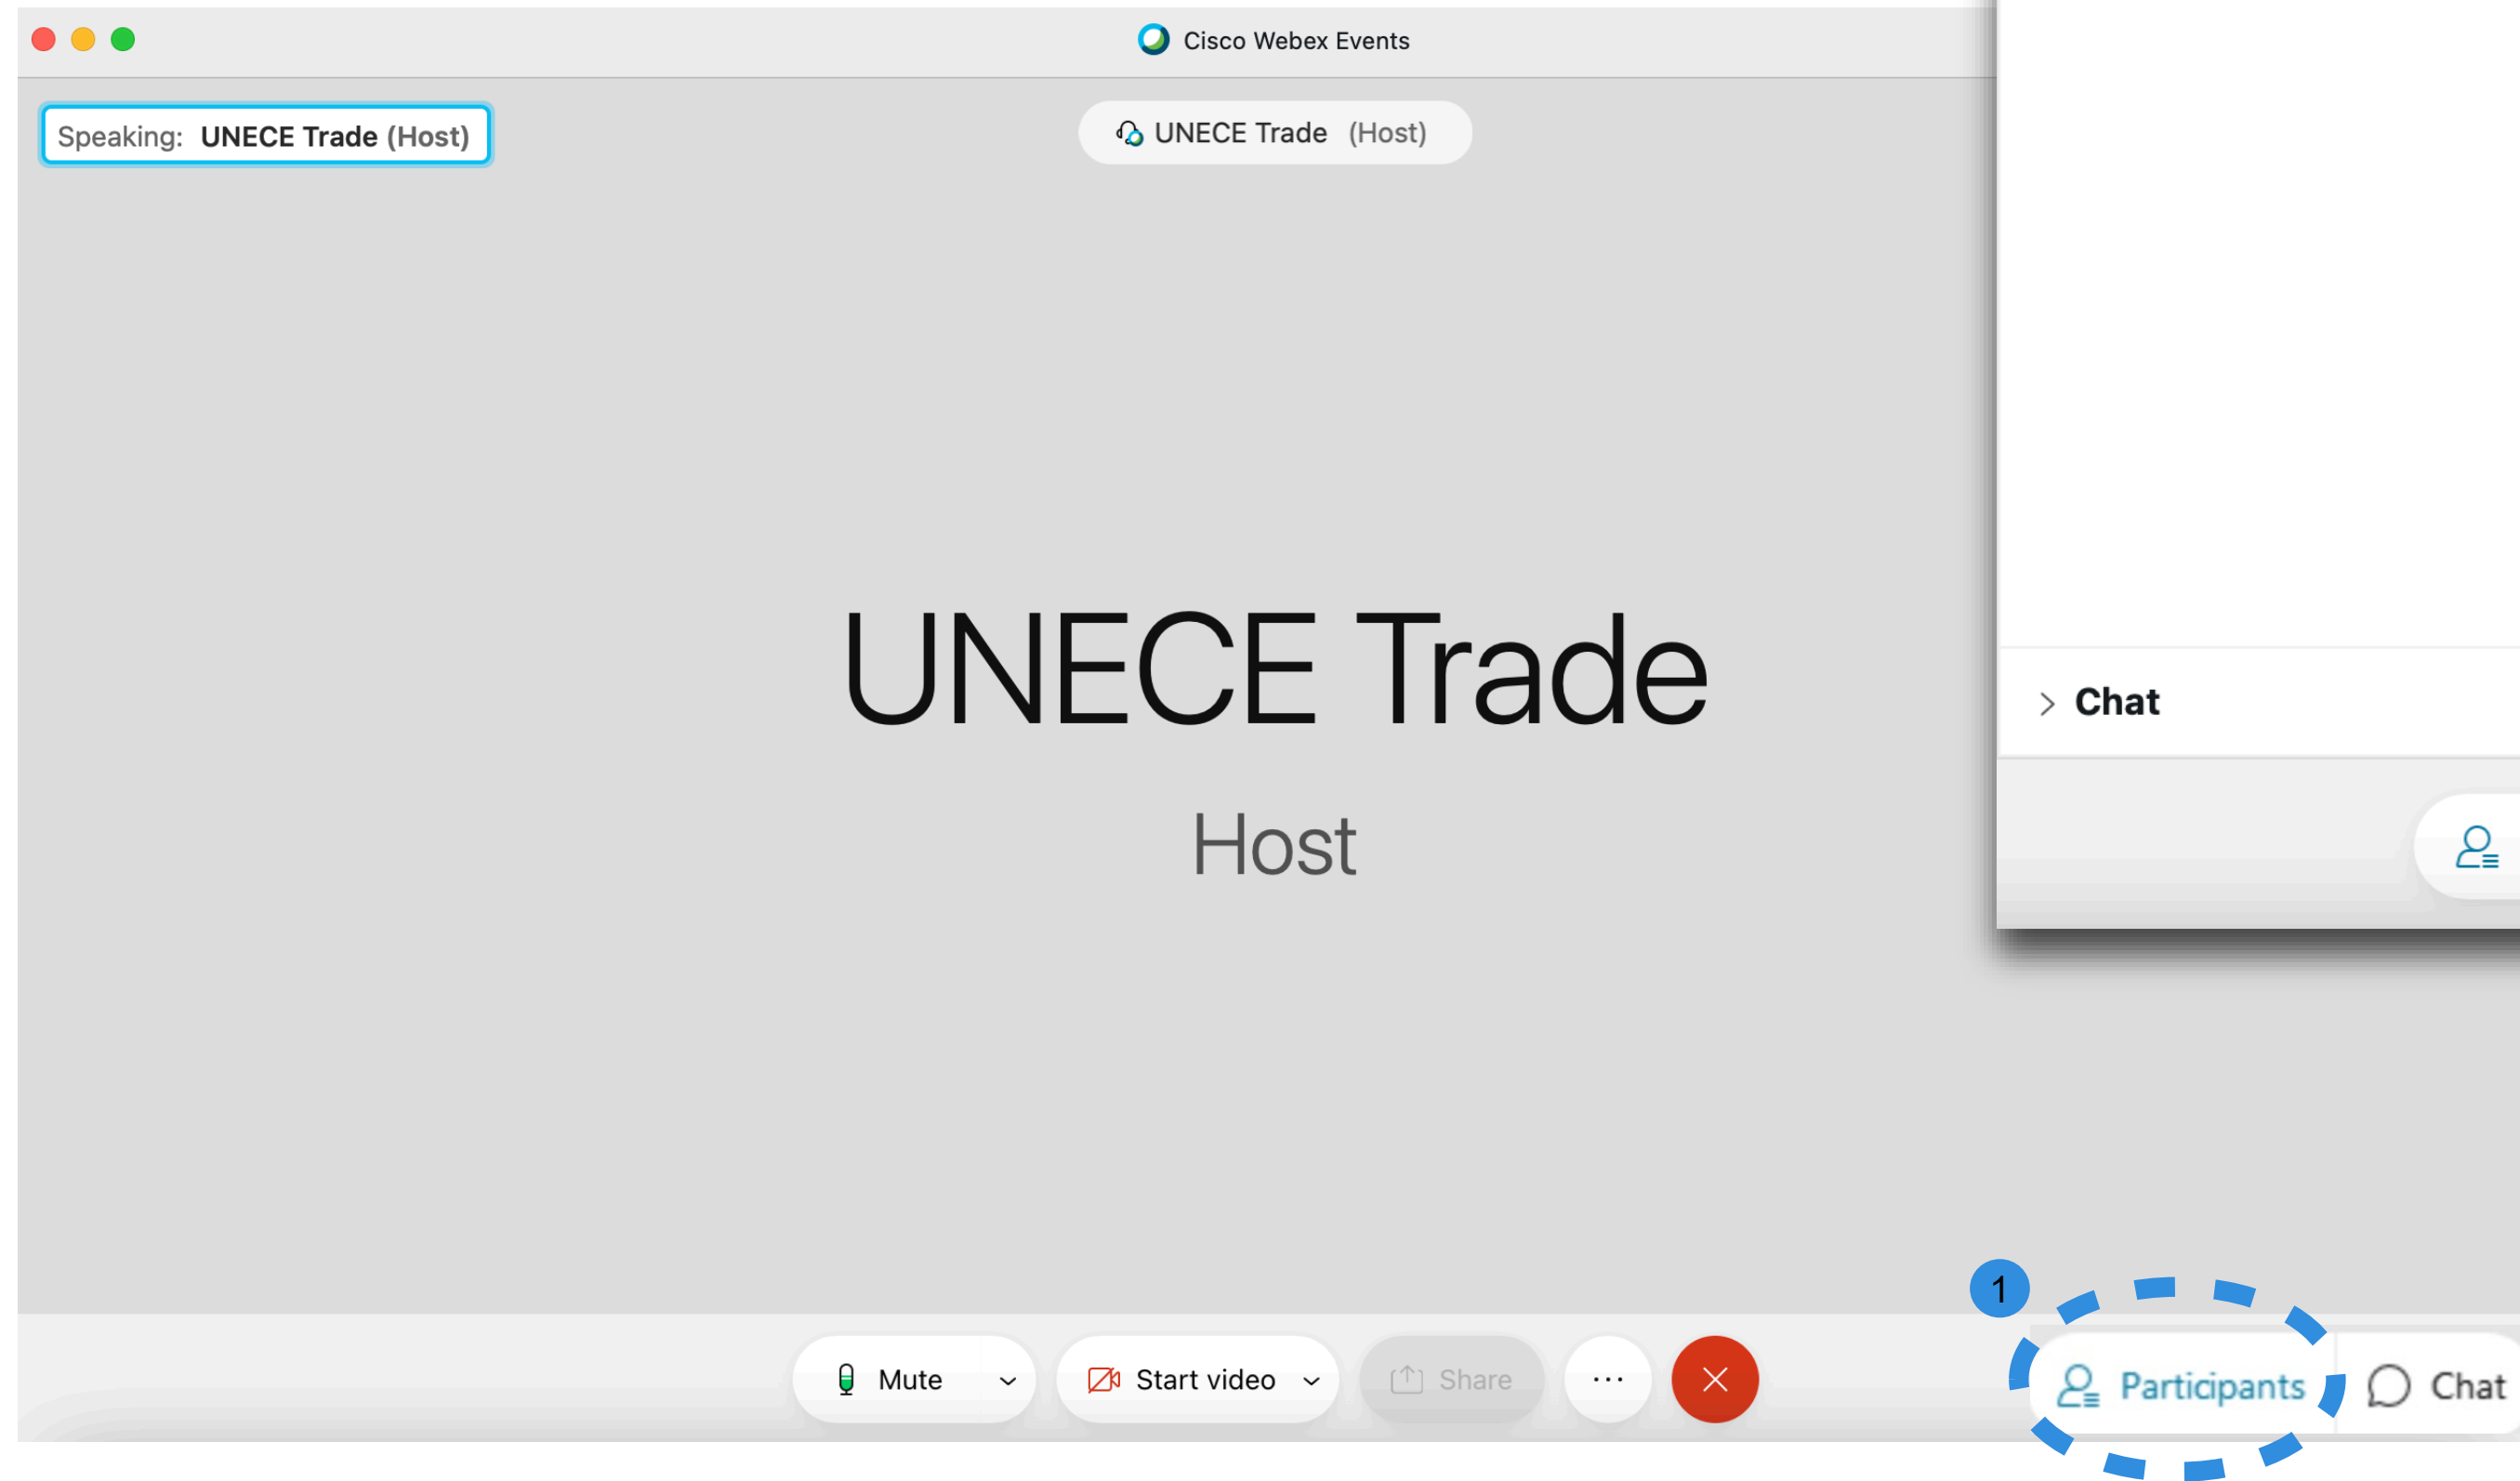 Cisco Webex Events
Speaking: UNECE Trade (Host)
UNECE Trade (Host)
UNECE Trade
Host
> Chat
1
Mute
Start video
Share
...
Participants
Chat